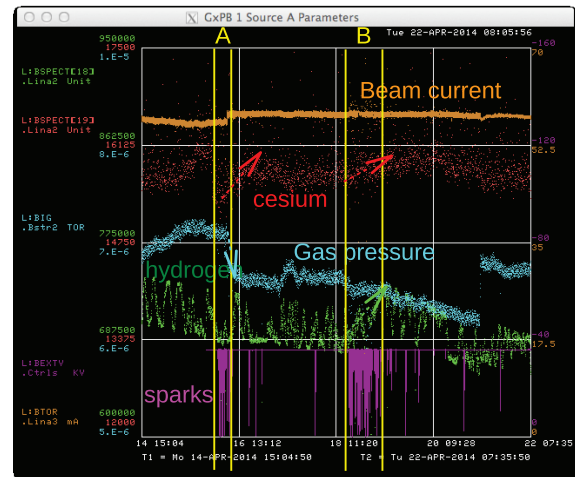 GxPB 1 Source A Parameters
A
B
Tue 22-APR-2014 08:05:56
950000
17500
1.E-5
-160
70
L:BSPECT[18]
.Lina2 Unit
Beam current
L:BSPECT[19]
.Lina2 Unit
862500
16125
8.E-6
-120
52.5
cesium
L:BIG
.Bstr2 TOR
775000
14750
7.E-6
-80
35
Gas pressure
hydrogen
687500
13375
6.E-6
-40
17.5
L:BEXTV
.Ctrls KV
sparks
L:BTOR
.Lina3 mA
600000
12000
5.E-6
0
0
14 15:04 16 13:12 18 11:20 20 09:28 22 07:35
T1 = Mo 14-APR-2014 15:04:50 T2 = Tu 22-APR-2014 07:35:50